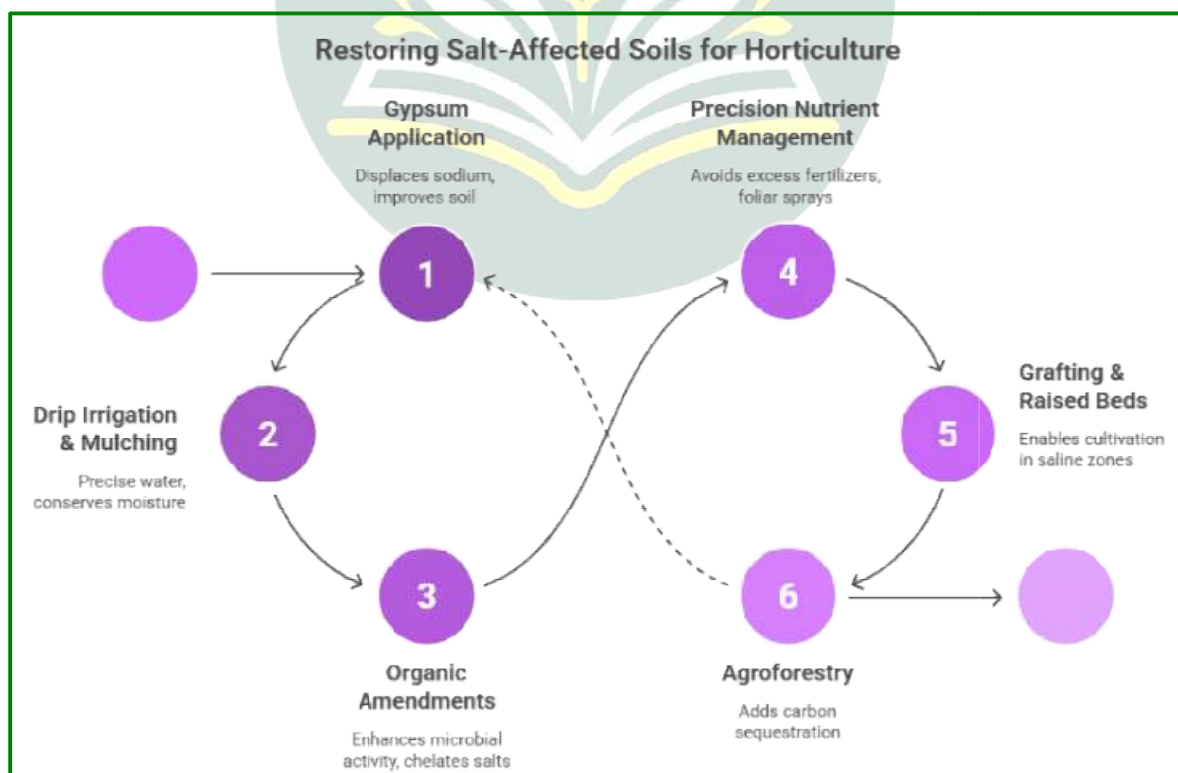 Restoring Salt-Affected Soils for Horticulture
Gypsum
Application
Displaces sodium,
improves soil
1
Drip Irrigation
& Mulching
Precise water,
conserves moisture
2
3
Organic
Amendments
Enhances microbial
activity, chelates salts
Precision Nutrient
Management
Avoids excess fertilizers,
foliar sprays
4
Grafting &
Raised Beds
Enables cultivation
in saline zones
5
6
Agroforestry
Adds carbon
sequestration